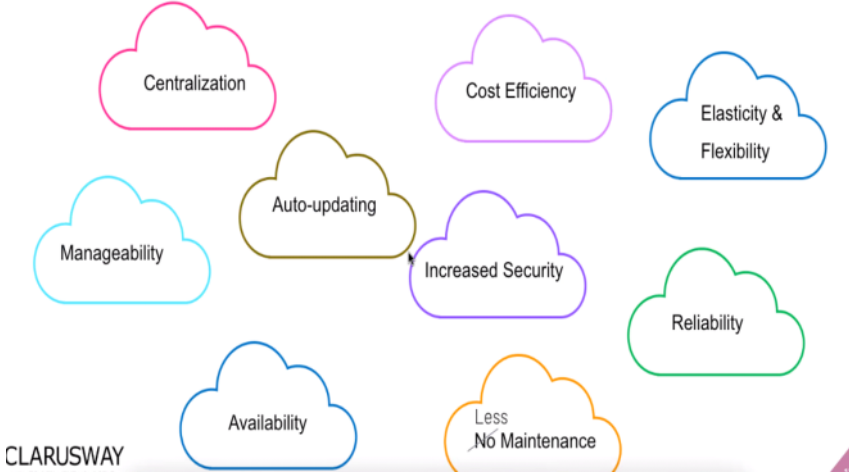 Centralization
Cost Efficiency
Elasticity &
Flexibility
Auto-updating
Manageability
Increased Security
Reliability
Availability
Less
No Maintenance
CLARUSWAY